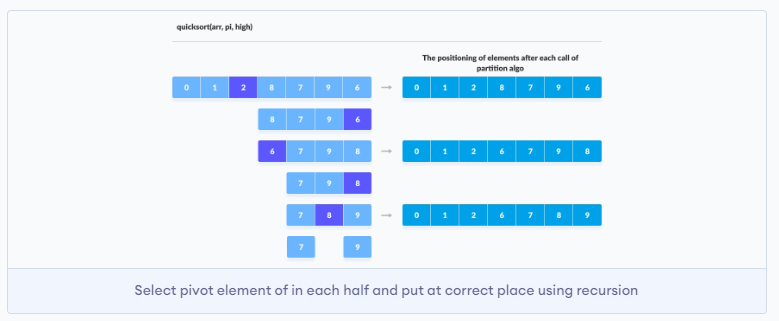 quicksort(arr, pi, high)
The positioning of elements after each call of
partition algo
0 1 2 8 7 9 6 → 0 1 2 8 7 9 6
8 7 9 6
6 7 9 8 → 0 1 2 6 7 9 8
7 9 8
7 8 9 → 0 1 2 6 7 8 9
7 9
Select pivot element of in each half and put at correct place using recursion